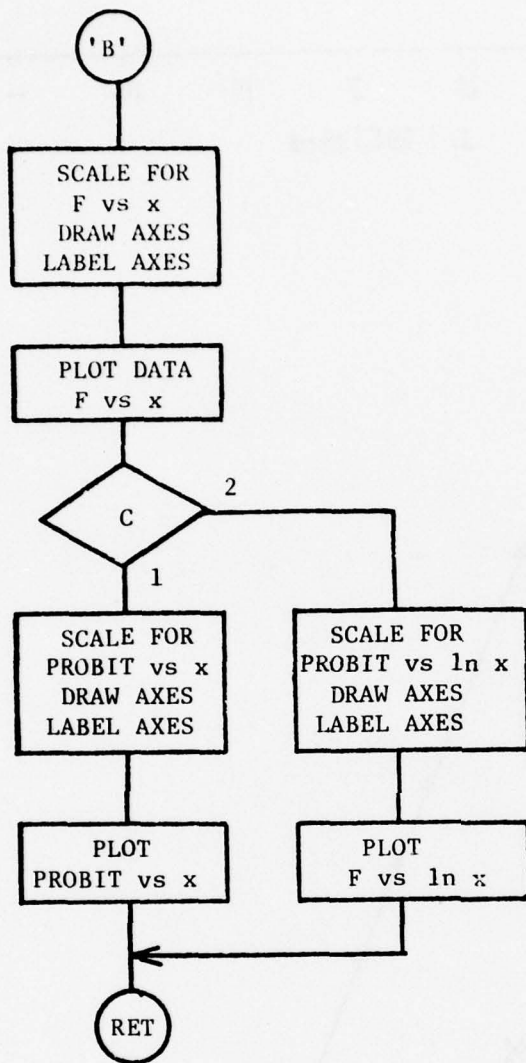 'B'
SCALE FOR
F vs x
DRAW AXES
LABEL AXES
PLOT DATA
F vs x
C
2
1
SCALE FOR
PROBIT vs x
DRAW AXES
LABEL AXES
SCALE FOR
PROBIT vs ln x
DRAW AXES
LABEL AXES
PLOT
PROBIT vs x
PLOT
F vs ln x
RET